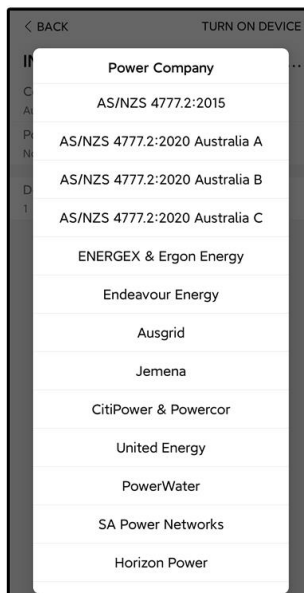 BACK
TURN ON DEVICE
IN
...
Power Company
AS/NZS 4777.2:2015
AS/NZS 4777.2:2020 Australia A
AS/NZS 4777.2:2020 Australia B
AS/NZS 4777.2:2020 Australia C
ENERGEX & Ergon Energy
Endeavour Energy
Ausgrid
Jemena
CitiPower & Powercor
United Energy
PowerWater
SA Power Networks
Horizon Power
1